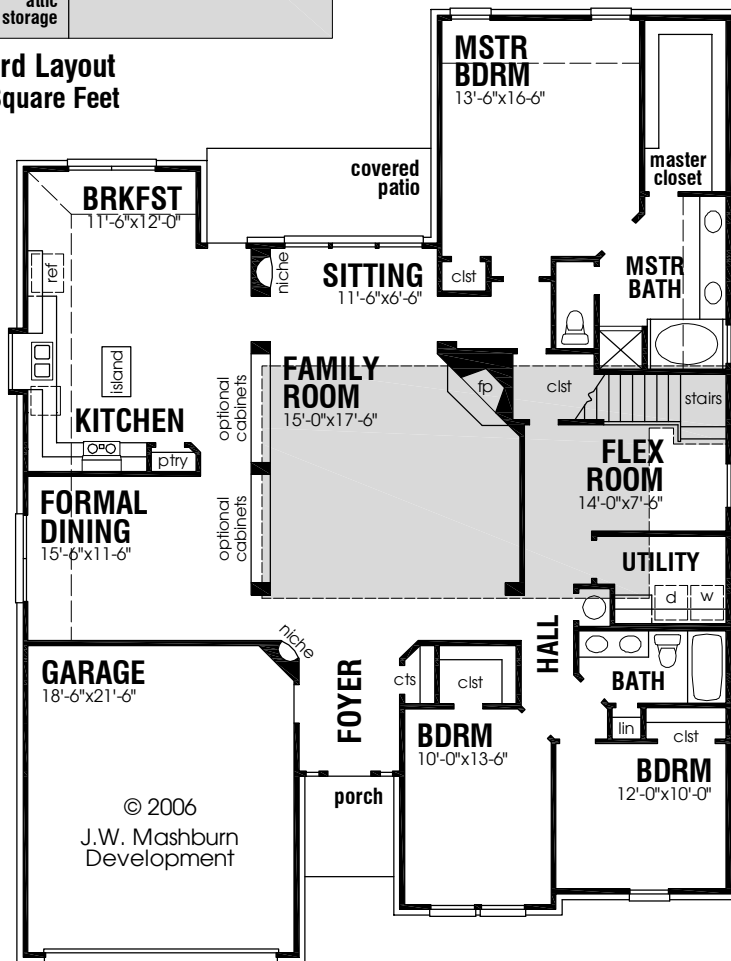 attic
storage
rd Layout
Square Feet
MSTR
BDRM
13'-6"x16-6"
master
closet
covered
patio
BRKFST
11'-6"x12'-0"
ref
niche
SITTING
11'-6"x6'-6"
clst
MSTR
BATH
island
optional
cabinets
FAMILY
ROOM
15'-0"x17'-6"
fp
clst
stairs
KITCHEN
ptry
FLEX
ROOM
14'-0"x7'-6"
FORMAL
DINING
15'-6"x11-6"
optional
cabinets
UTILITY
d
w
HALL
niche
GARAGE
18'-6"x21'-6"
FOYER
cts
clst
BATH
lin
clst
BDRM
10'-0"x13-6"
BDRM
12'-0"x10'-0"
porch
© 2006
J.W. Mashburn
Development